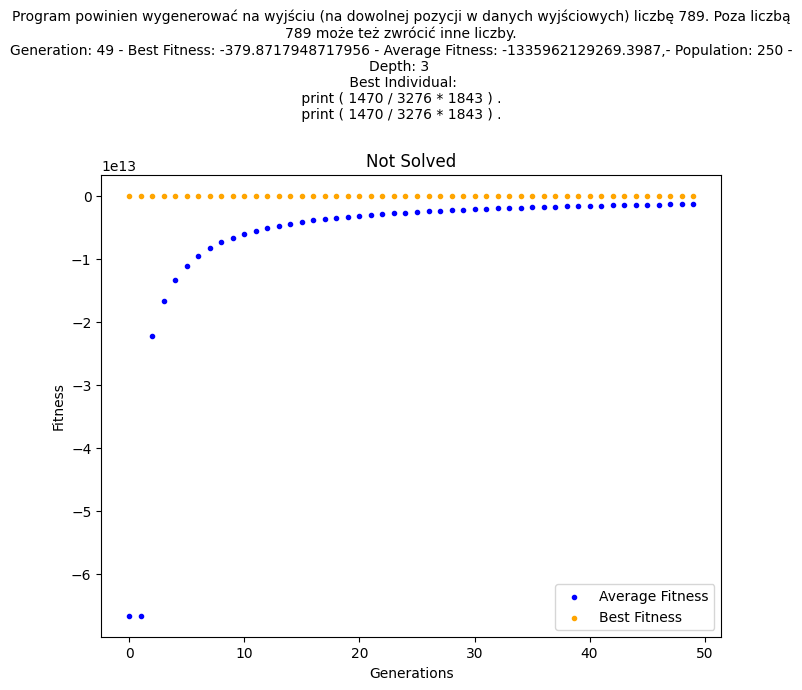 Program powinien wygenerować na wyjściu (na dowolnej pozycji w danych wyjściowych) liczbę 789. Poza liczbą
789 może też zwrócić inne liczby.
Generation: 49 - Best Fitness: -379.8717948717956 - Average Fitness: -1335962129269.3987,- Population: 250 -
Depth: 3
Best Individual:
print ( 1470 / 3276 * 1843 ) .
print ( 1470 / 3276 * 1843 ) .
Not Solved
1e13
0
−1
−2
−3
−4
−5
−6
Fitness
Average Fitness
Best Fitness
0 10 20 30 40 50
Generations